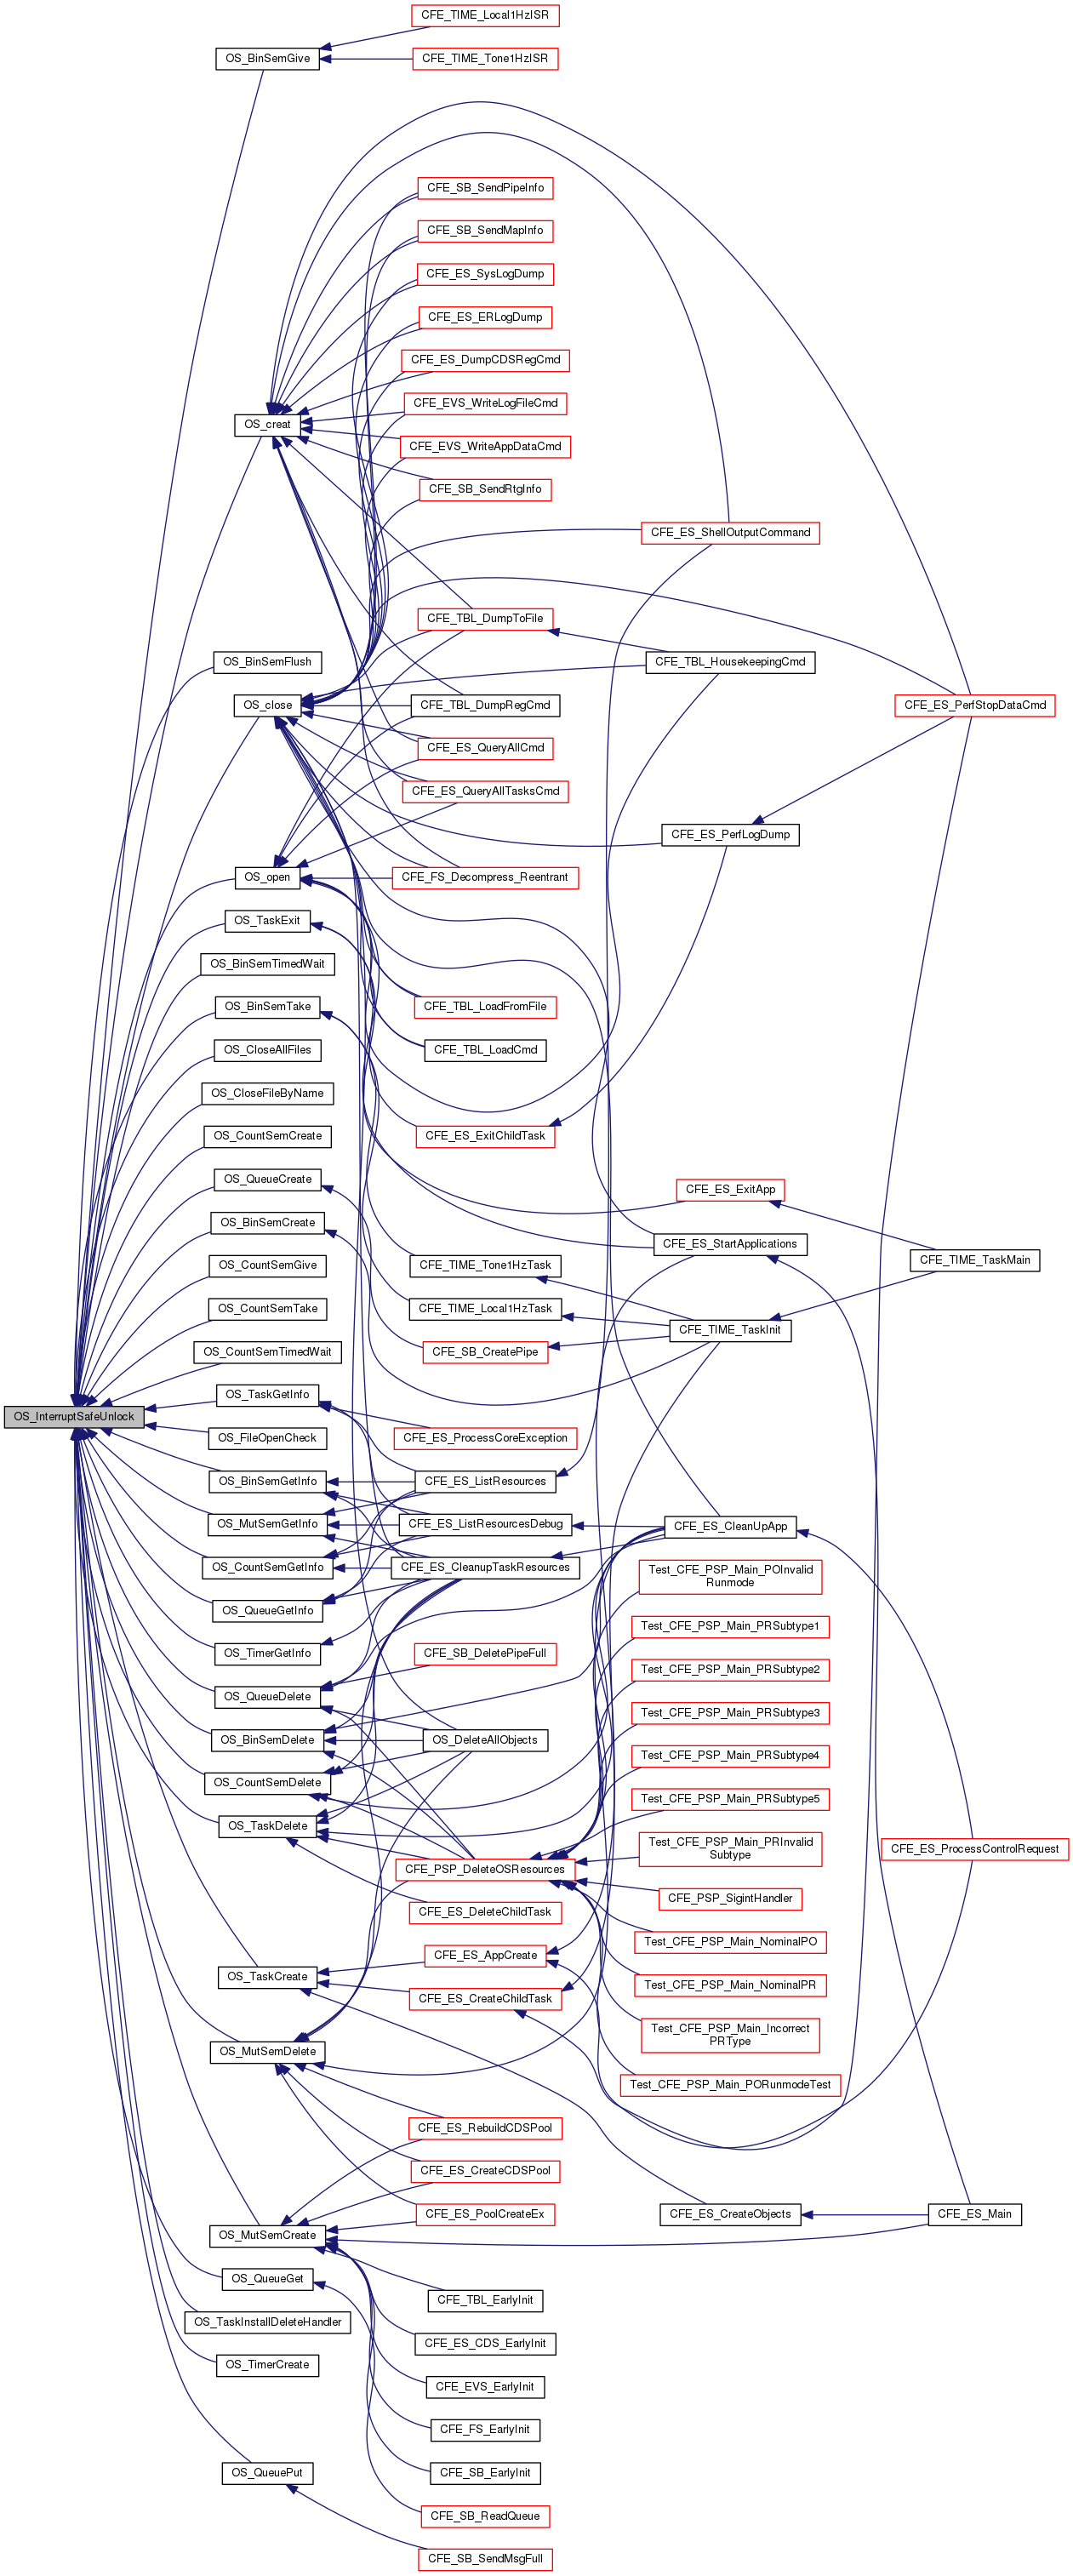 CFE_TIME_Local1HzISR
OS_BinSemGive
CFE_TIME_Tone1HzISR
CFE_SB_SendPipeInfo
CFE_SB_SendMapInfo
CFE_ES_SysLogDump
CFE_ES_ERLogDump
CFE_ES_DumpCDSRegCmd
CFE_EVS_WriteLogFileCmd
OS_creat
CFE_EVS_WriteAppDataCmd
CFE_SB_SendRtgInfo
CFE_ES_ShellOutputCommand
CFE_TBL_DumpToFile
OS_BinSemFlush
CFE_TBL_HousekeepingCmd
OS_close
CFE_TBL_DumpRegCmd
CFE_ES_PerfStopDataCmd
CFE_ES_QueryAllCmd
CFE_ES_QueryAllTasksCmd
CFE_ES_PerfLogDump
OS_open
CFE_FS_Decompress_Reentrant
OS_TaskExit
OS_BinSemTimedWait
OS_BinSemTake
CFE_TBL_LoadFromFile
OS_CloseAllFiles
CFE_TBL_LoadCmd
OS_CloseFileByName
OS_CountSemCreate
CFE_ES_ExitChildTask
OS_QueueCreate
CFE_ES_ExitApp
OS_BinSemCreate
CFE_ES_StartApplications
OS_CountSemGive
CFE_TIME_Tone1HzTask
CFE_TIME_TaskMain
OS_CountSemTake
CFE_TIME_Local1HzTask
CFE_TIME_TaskInit
OS_CountSemTimedWait
CFE_SB_CreatePipe
OS_TaskGetInfo
OS_InterruptSafeUnlock
OS_FileOpenCheck
CFE_ES_ProcessCoreException
OS_BinSemGetInfo
CFE_ES_ListResources
OS_MutSemGetInfo
CFE_ES_ListResourcesDebug
CFE_ES_CleanUpApp
OS_CountSemGetInfo
CFE_ES_CleanupTaskResources
Test_CFE_PSP_Main_POInvalid
Runmode
OS_QueueGetInfo
Test_CFE_PSP_Main_PRSubtype1
OS_TimerGetInfo
CFE_SB_DeletePipeFull
Test_CFE_PSP_Main_PRSubtype2
OS_QueueDelete
Test_CFE_PSP_Main_PRSubtype3
OS_BinSemDelete
OS_DeleteAllObjects
Test_CFE_PSP_Main_PRSubtype4
OS_CountSemDelete
Test_CFE_PSP_Main_PRSubtype5
OS_TaskDelete
Test_CFE_PSP_Main_PRInvalid
Subtype
CFE_ES_ProcessControlRequest
CFE_PSP_DeleteOSResources
CFE_PSP_SigintHandler
CFE_ES_DeleteChildTask
Test_CFE_PSP_Main_NominalPO
CFE_ES_AppCreate
OS_TaskCreate
Test_CFE_PSP_Main_NominalPR
CFE_ES_CreateChildTask
Test_CFE_PSP_Main_Incorrect
PRType
OS_MutSemDelete
Test_CFE_PSP_Main_PORunmodeTest
CFE_ES_RebuildCDSPool
CFE_ES_CreateCDSPool
CFE_ES_PoolCreateEx
CFE_ES_CreateObjects
CFE_ES_Main
OS_MutSemCreate
OS_QueueGet
CFE_TBL_EarlyInit
OS_TaskInstallDeleteHandler
CFE_ES_CDS_EarlyInit
OS_TimerCreate
CFE_EVS_EarlyInit
CFE_FS_EarlyInit
OS_QueuePut
CFE_SB_EarlyInit
CFE_SB_ReadQueue
CFE_SB_SendMsgFull